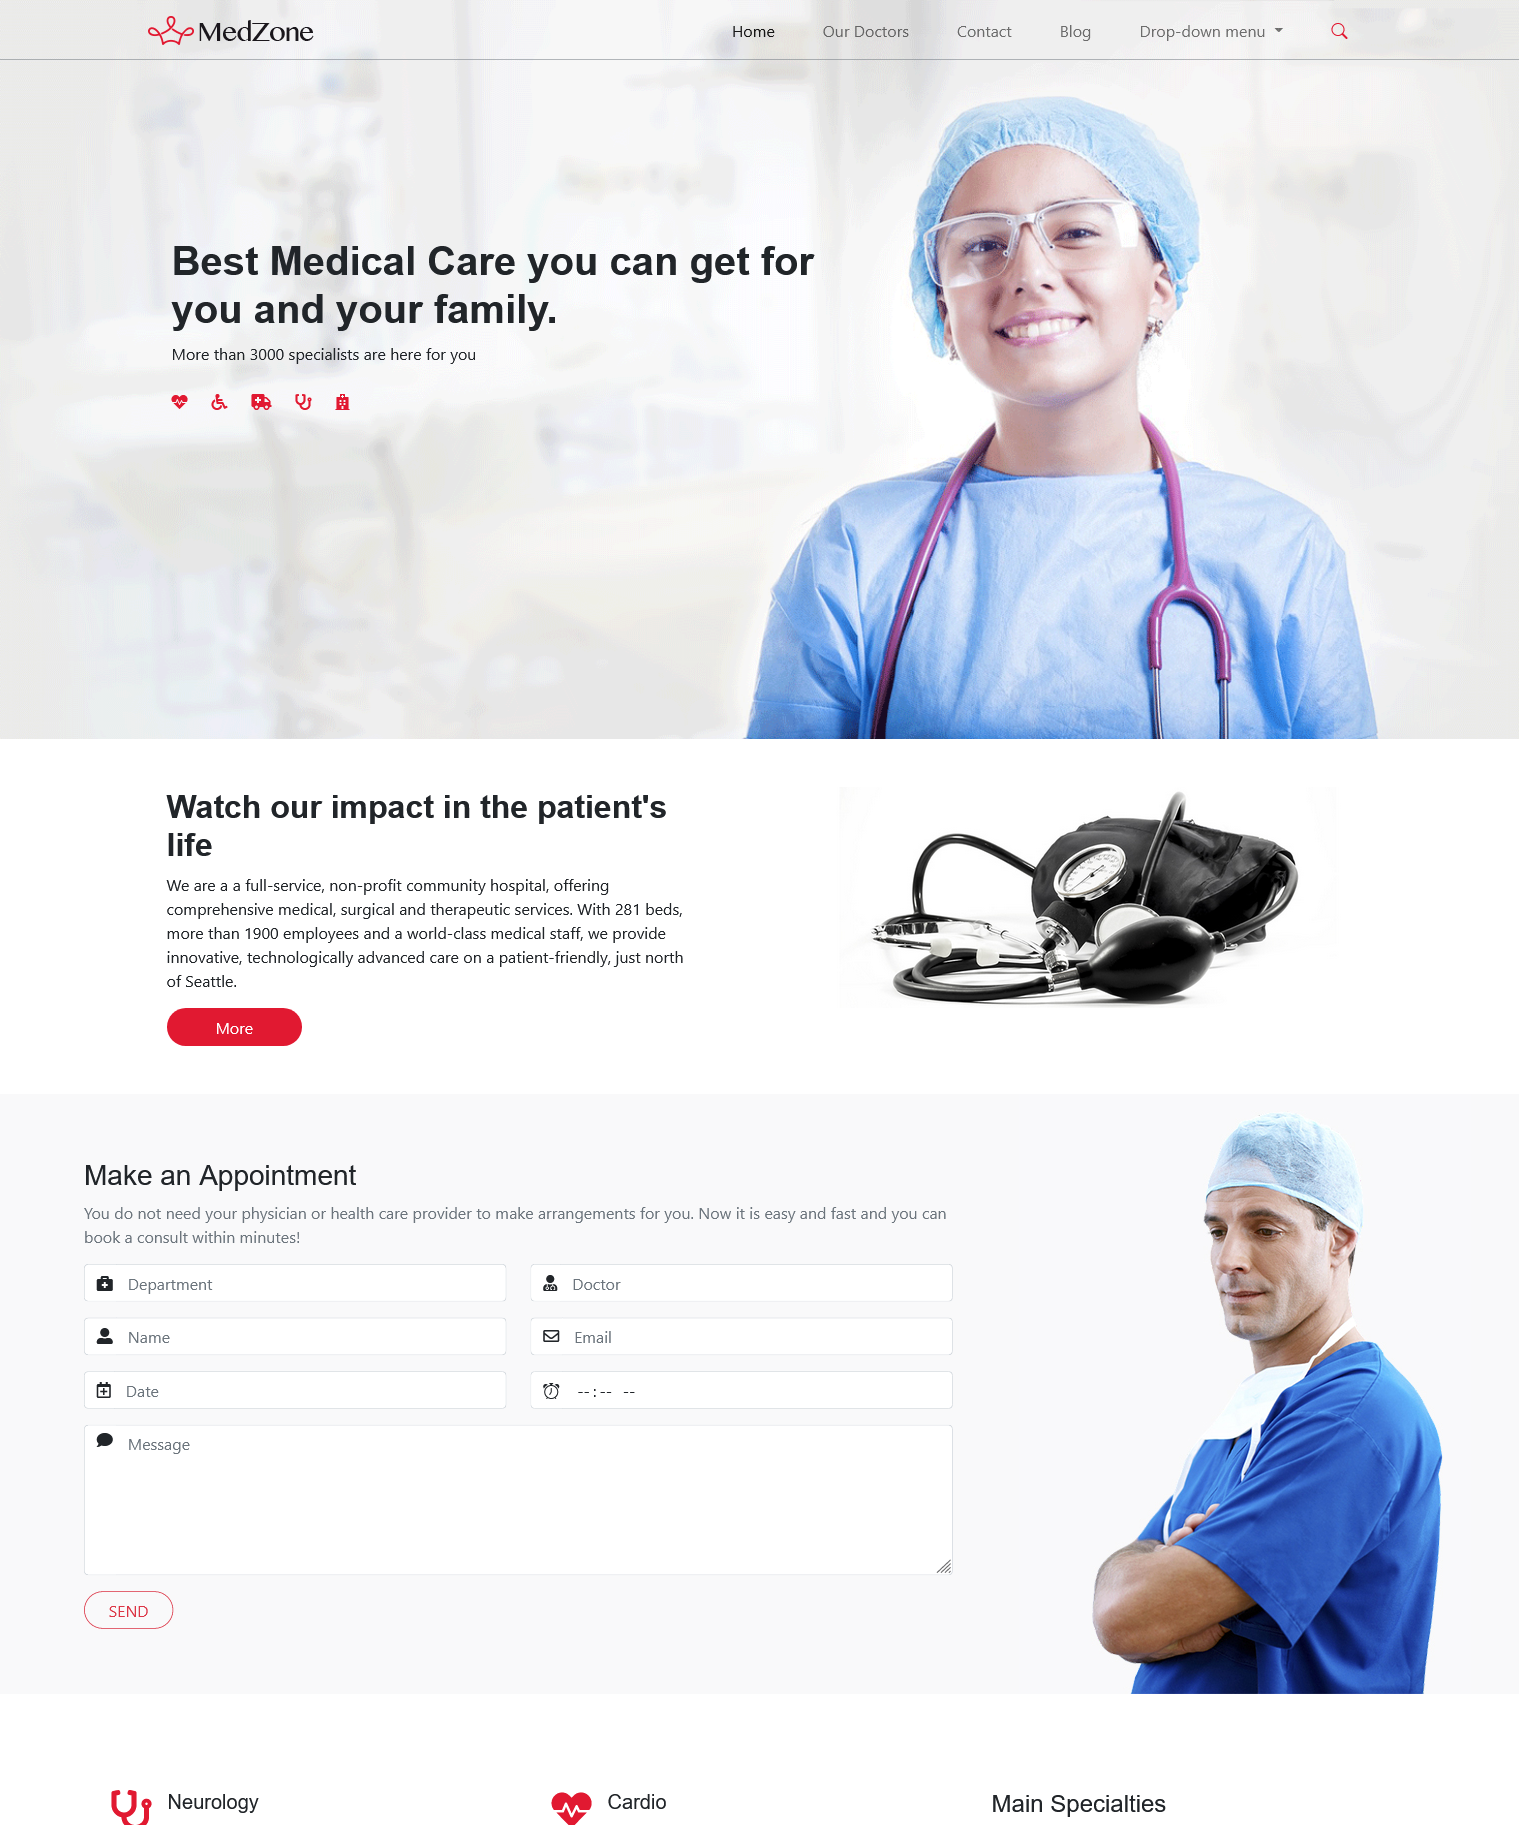 MedZone
Home Our Doctors Contact Blog Drop-down menu
Best Medical Care you can get for
you and your family.
More than 3000 specialists are here for you
Watch our impact in the patient's
life
We are a a full-service, non-profit community hospital, offering
comprehensive medical, surgical and therapeutic services. With 281 beds,
more than 1900 employees and a world-class medical staff, we provide
innovative, technologically advanced care on a patient-friendly, just north
of Seattle.
More
Make an Appointment
You do not need your physician or health care provider to make arrangements for you. Now it is easy and fast and you can
book a consult within minutes!
Department
Doctor
Name
Email
Date
--:-- --
Message
SEND
Neurology
Cardio
Main Specialties